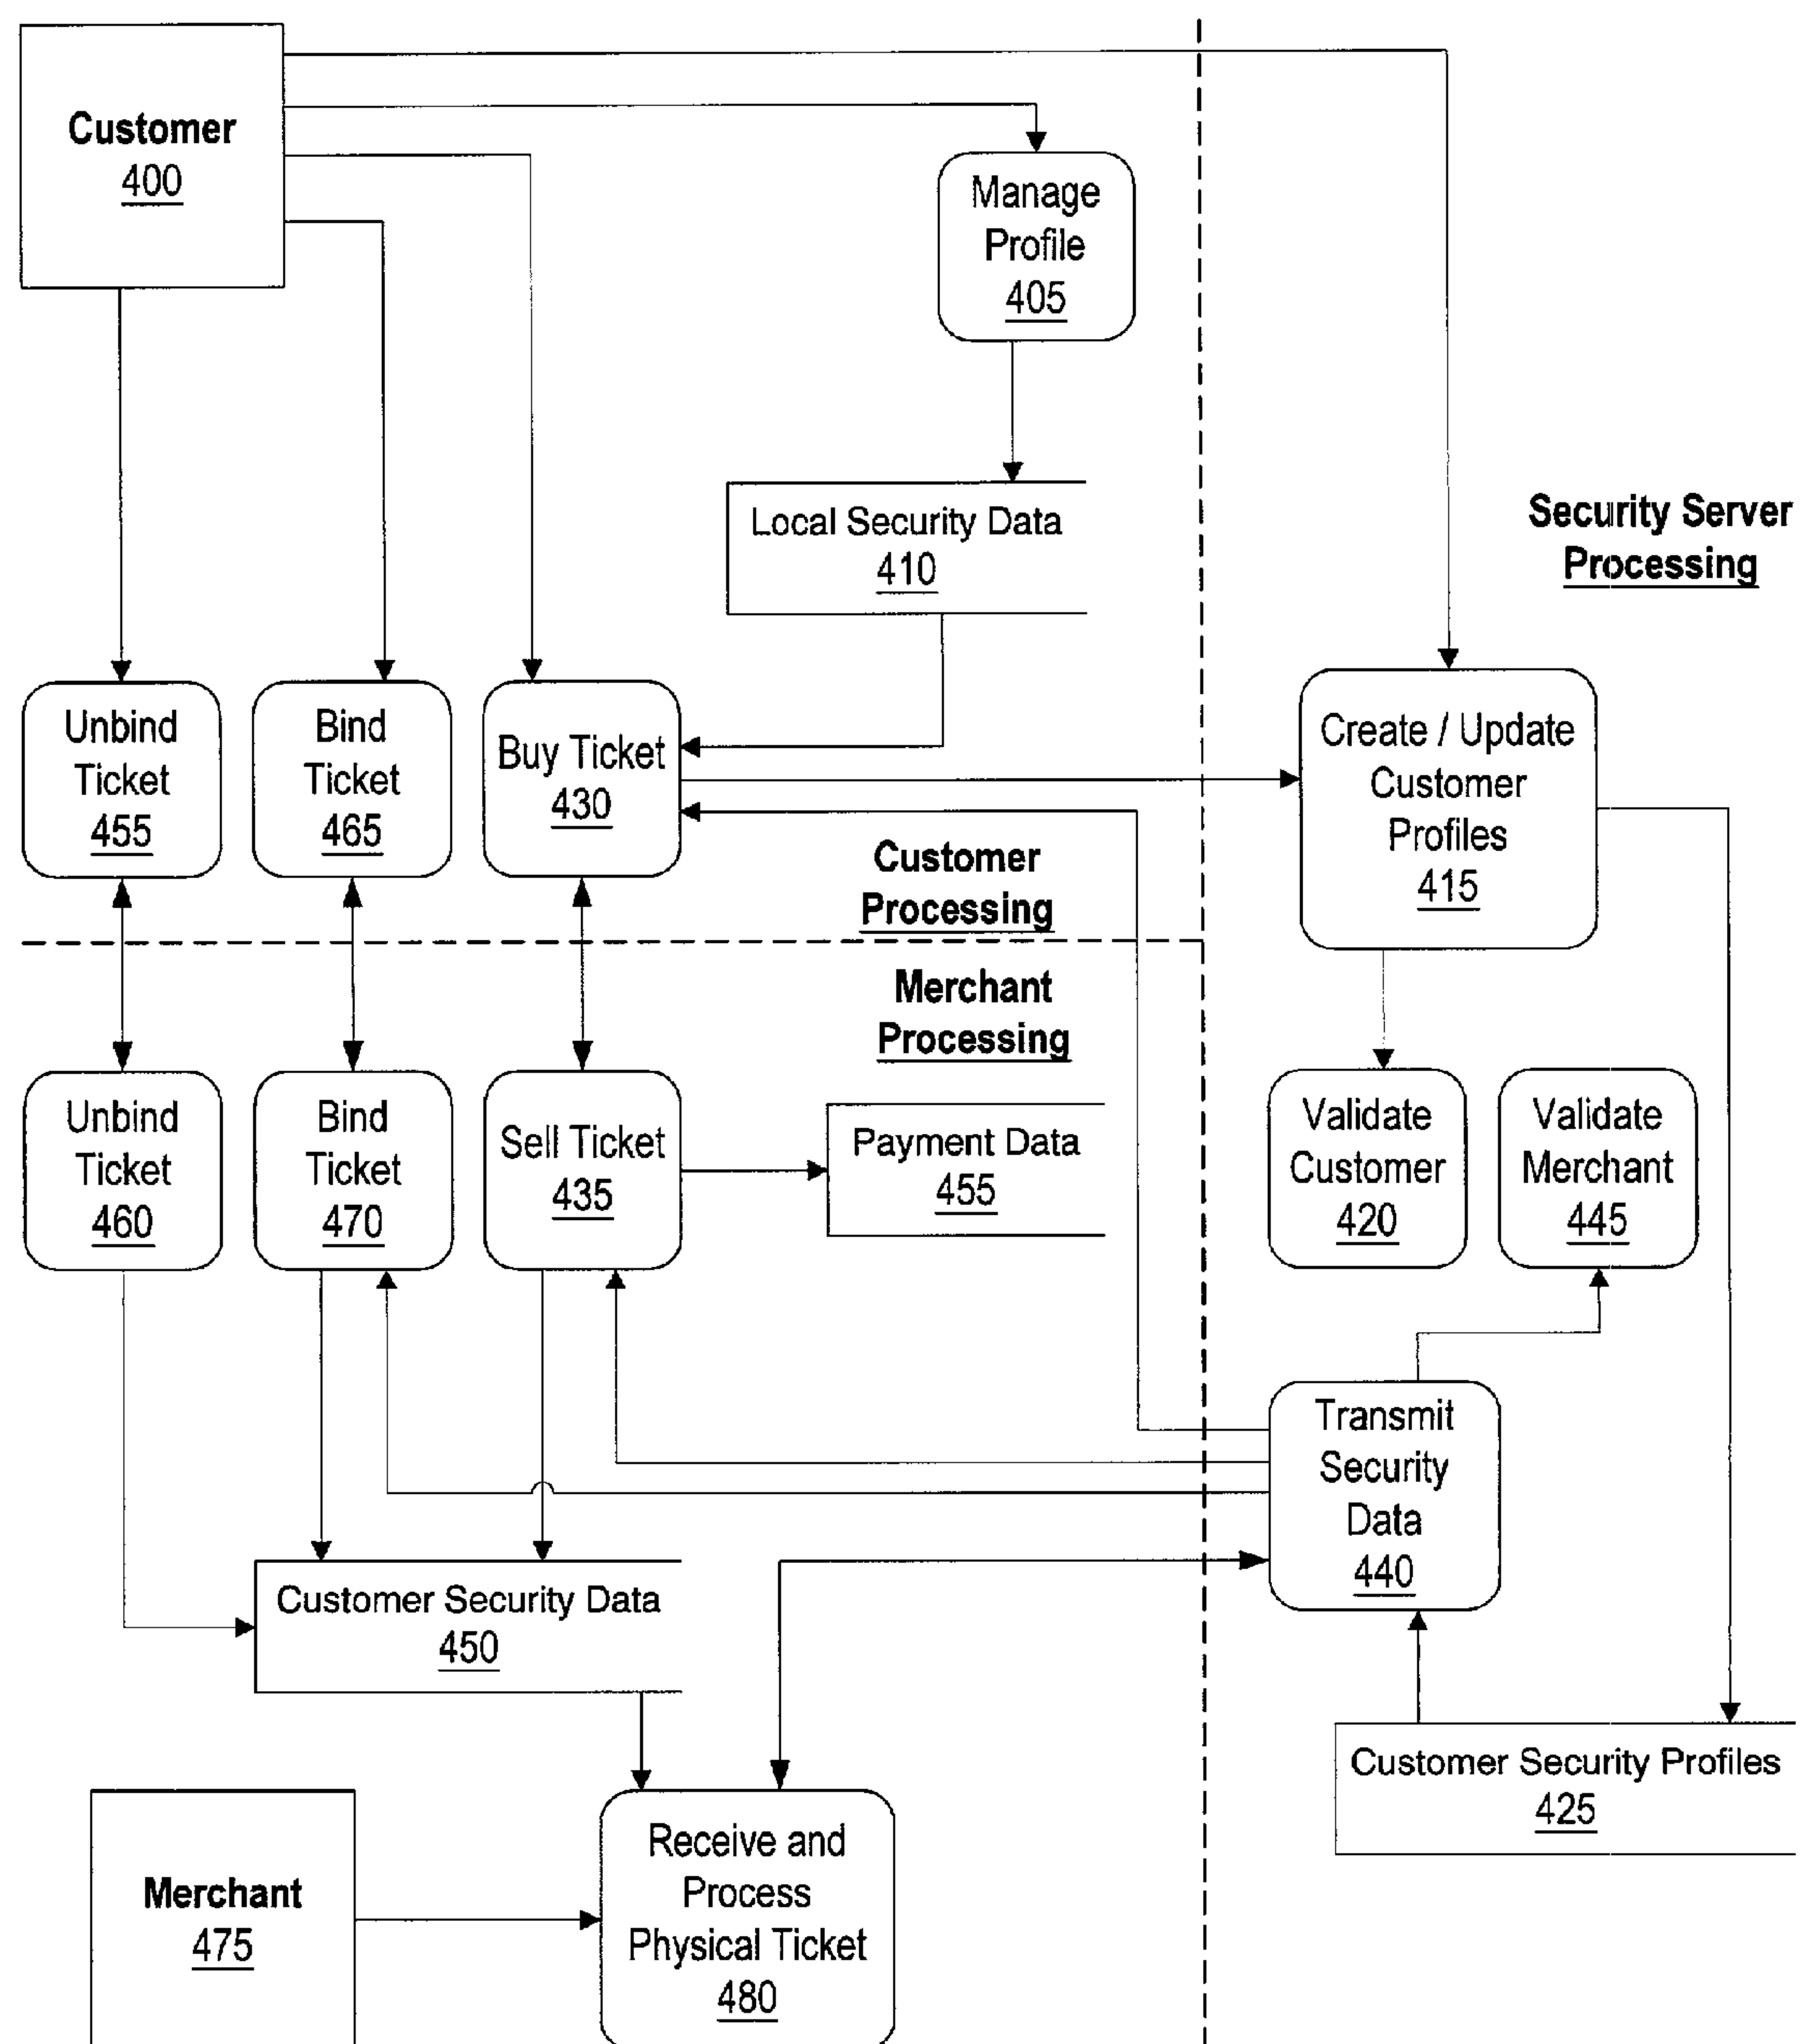 Customer
400
Manage
Profile
405
Local Security Data
410
Security Server
Processing
Unbind
Ticket
455
Bind
Ticket
465
Buy Ticket
430
Create / Update
Customer
Profiles
415
Customer
Processing
Merchant
Processing
Unbind
Ticket
460
Bind
Ticket
470
Sell Ticket
435
Payment Data
455
Validate
Customer
420
Validate
Merchant
445
Transmit
Security
Data
440
Customer Security Data
450
Customer Security Profiles
425
Merchant
475
Receive and
Process
Physical Ticket
480